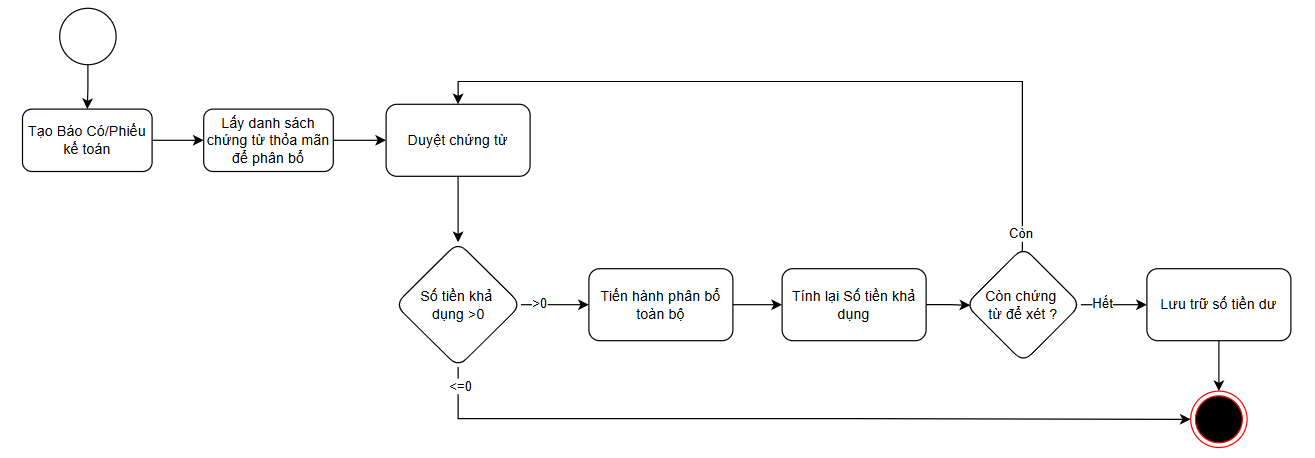 Tạo Báo Có/Phiếu
kế toán
Lấy danh sách
chứng từ thỏa mãn
để phân bổ
Duyệt chứng từ
Số tiền khả
dụng >0
>0
<=0
Tiến hành phân bổ
toàn bộ
Tính lại Số tiền khả
dụng
Còn chứng
từ để xét ?
Còn
Hết
Lưu trữ số tiền dư